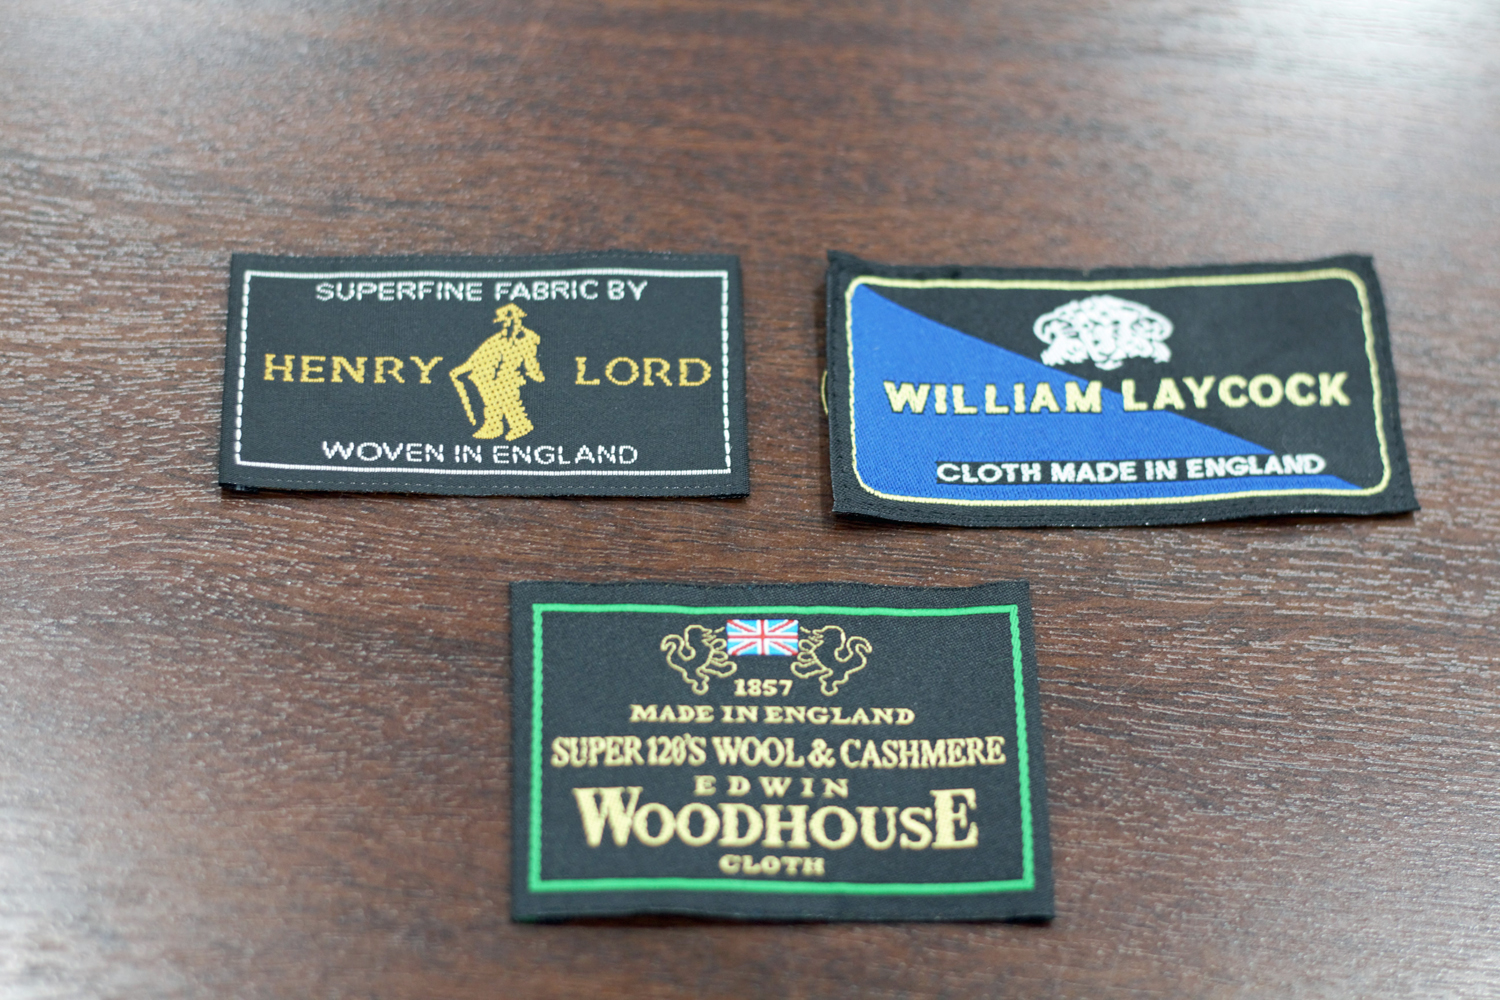 SUPERFINE FABRIC BY
HENRY LORD
WOVEN IN ENGLAND
WILLIAM LAYCOCK
CLOTH MADE IN ENGLAND
1857
MADE IN ENGLAND
SUPER 120'S WOOL & CASHMERE
EDWIN
WOODHOUSE
CLOTH